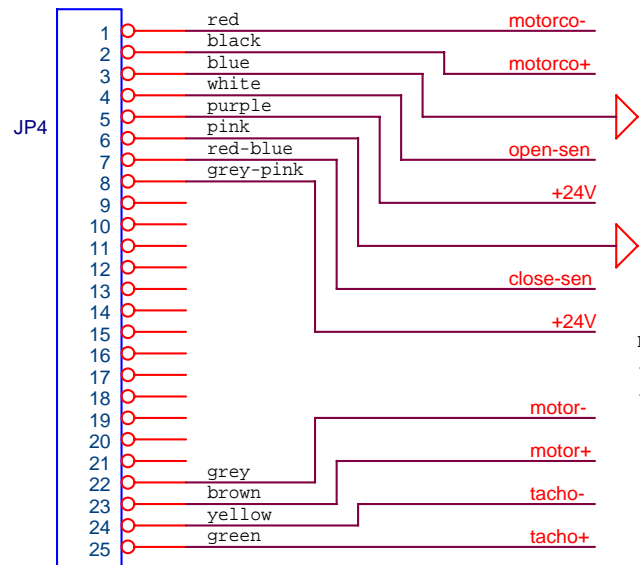 red
motorco-
1
black
2
motorco+
blue
3
white
4
purple
5
JP4
pink
6
open-sen
red-blue
7
grey-pink
8
+24V
9
10
11
12
close-sen
13
14
+24V
15
16
17
18
motor-
19
20
motor+
21
grey
22
brown
tacho-
23
yellow
24
green
tacho+
25